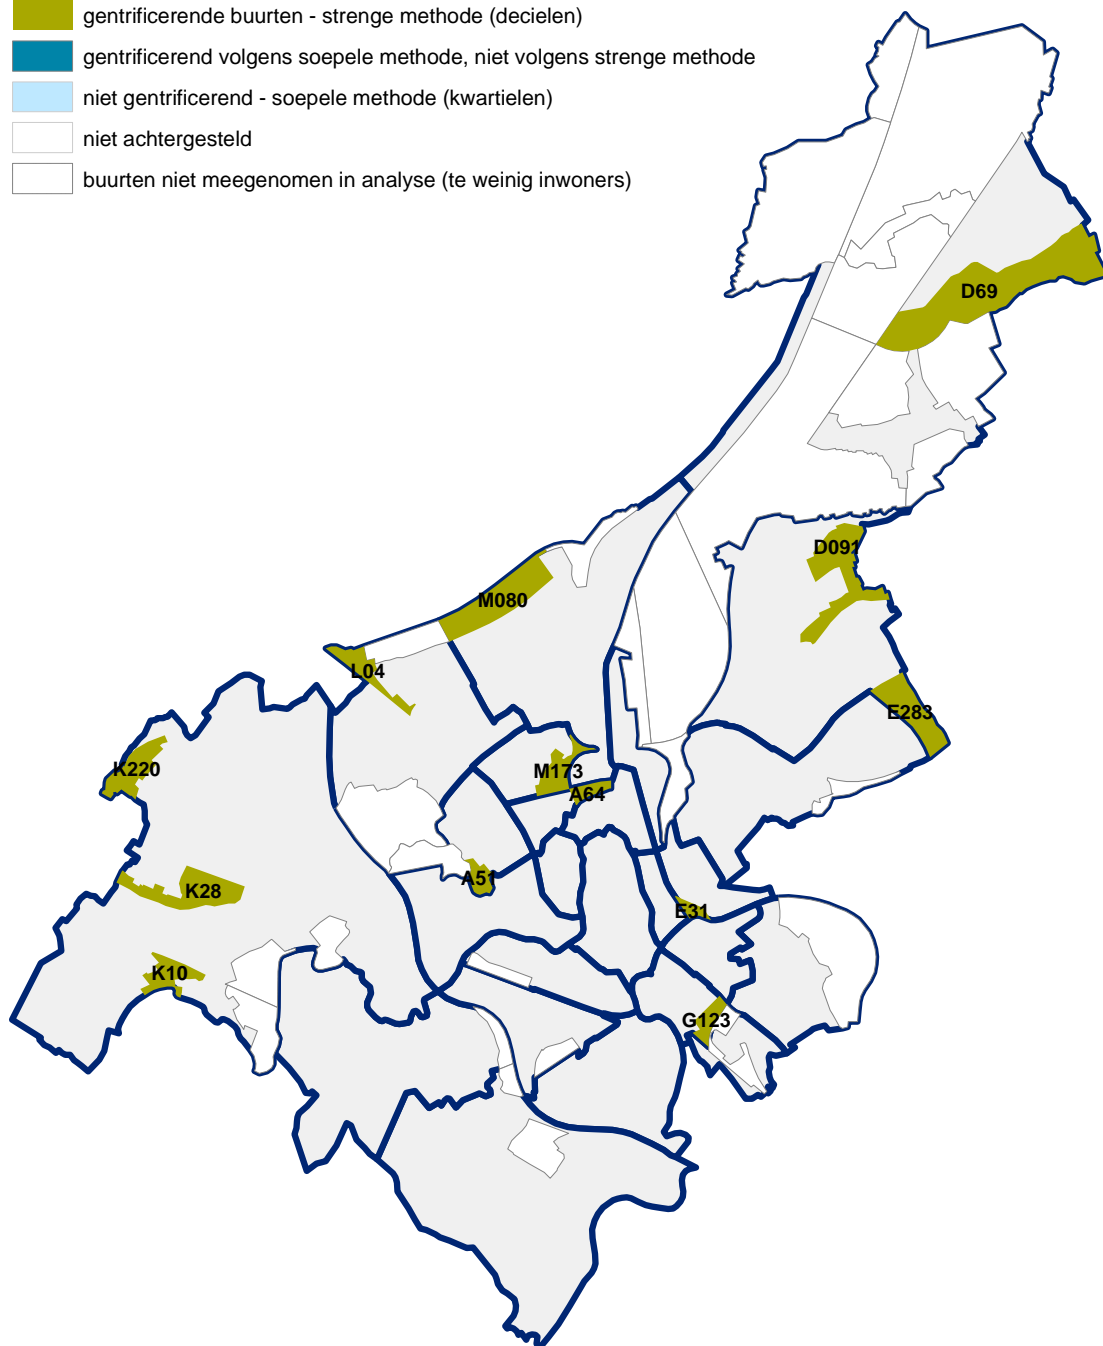 gentrificerende buurten - strenge methode (decielen)
gentrificerend volgens soepele methode, niet volgens strenge methode
niet gentrificerend - soepele methode (kwartielen)
niet achtergesteld
buurten niet meegenomen in analyse (te weinig inwoners)
D69
D091
M080
L04
E283
K220
M173
A64
A51
K28
E31
K10
G123